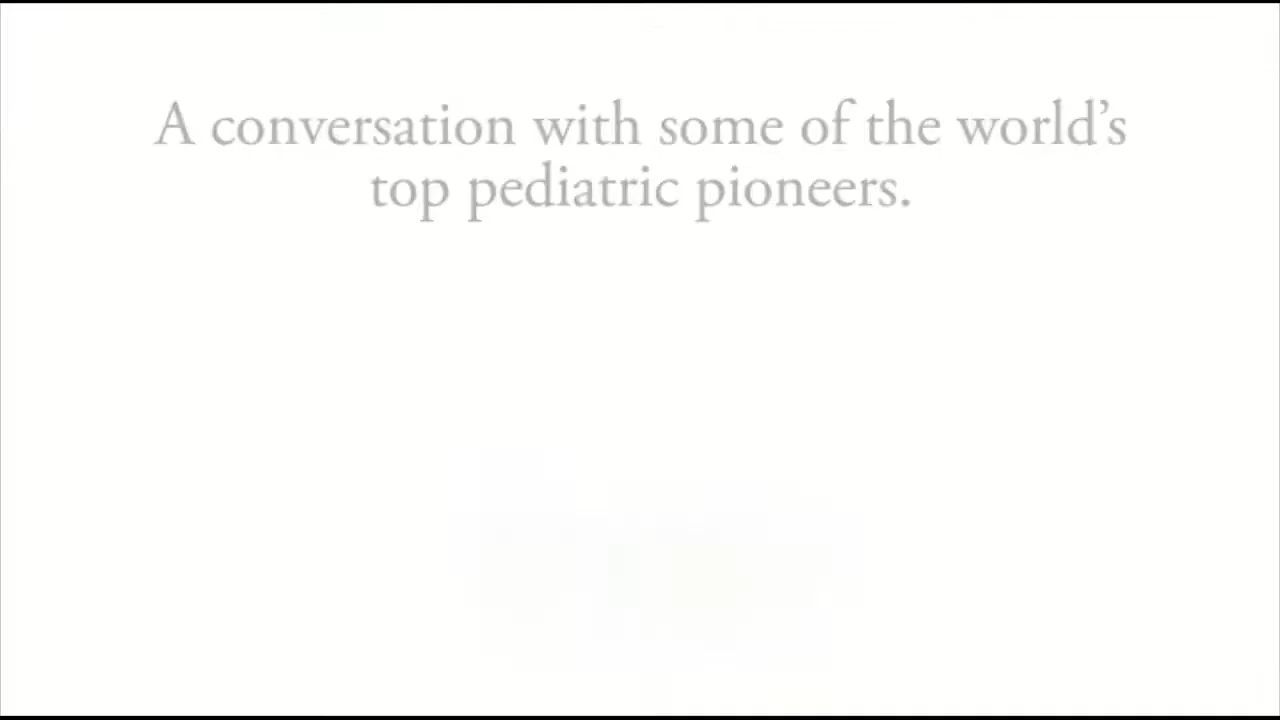 A conversation with some of the world’s
top pediatric pioneers.